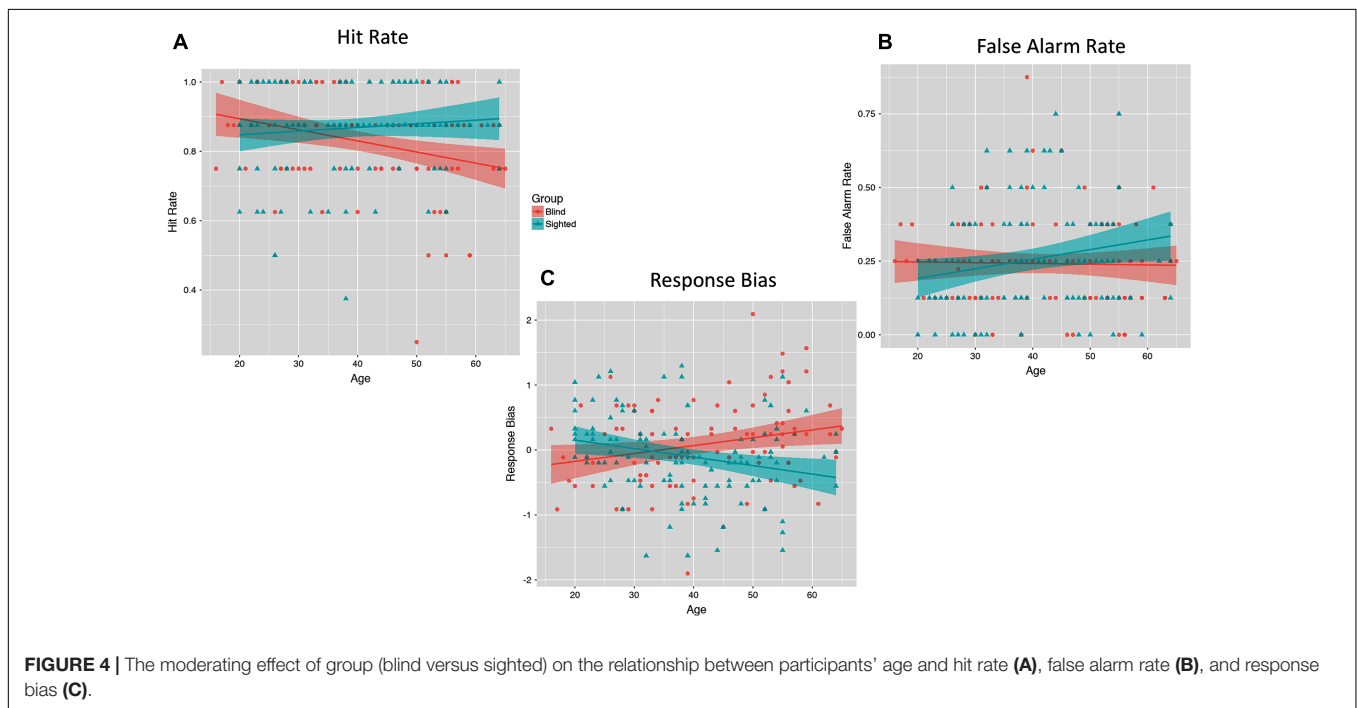 A
Hit Rate
1.0
0.8
0.6
0.4
Hit Rate
20 30 40 50 60
Age
Group
Blind
Sighted
B
False Alarm Rate
0.75
0.50
0.25
0.00
False Alarm Rate
20 30 40 50 60
Age
C
Response Bias
2
1
0
-1
-2
Response Bias
20 30 40 50 60
Age
FIGURE 4 | The moderating effect of group (blind versus sighted) on the relationship between participants' age and hit rate (A), false alarm rate (B), and response
bias (C).